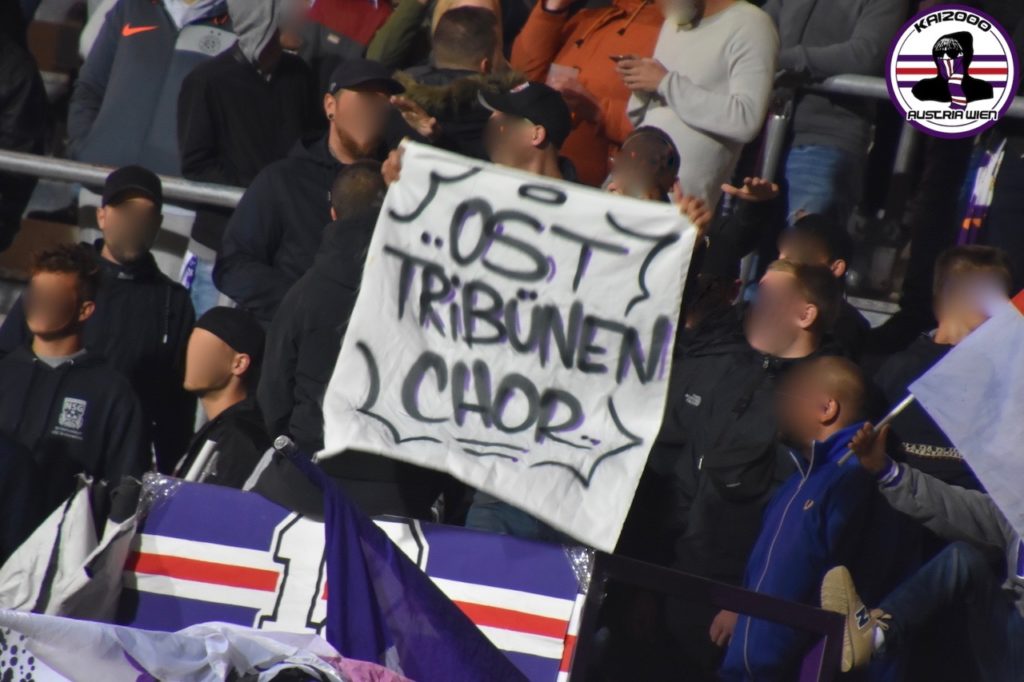 KAI2000
AUSTRIA WIEN
„OST
TRIBÜNEN
CHOR“